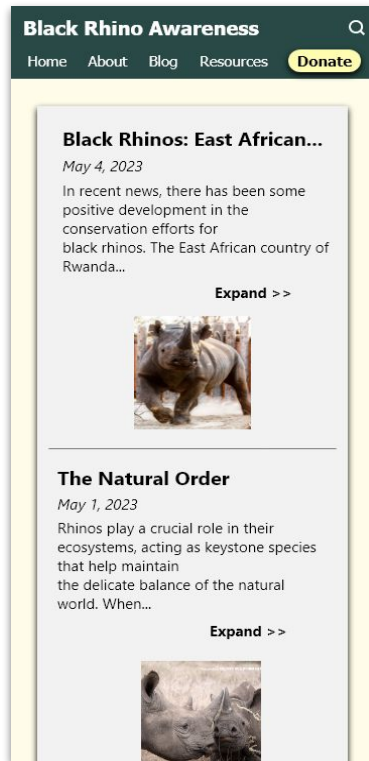 Black Rhino Awareness
Home About Blog Resources Donate
Black Rhinos: East African...
May 4, 2023
In recent news, there has been some
positive development in the
conservation efforts for
black rhinos. The East African country of
Rwanda...
Expand >>
The Natural Order
May 1, 2023
Rhinos play a crucial role in their
ecosystems, acting as keystone species
that help maintain
the delicate balance of the natural
world. When...
Expand >>